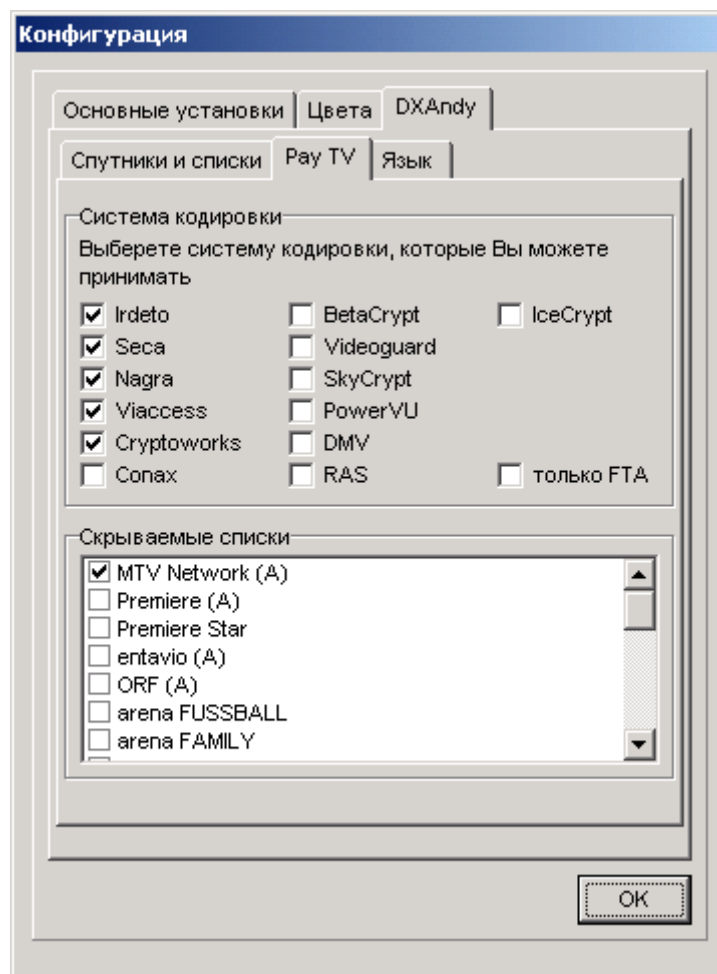 Конфигурация
Основные установки Цвета DXAndy
Спутники и списки Pay TV Язык
Система кодировки
Выберете систему кодировки, которые Вы можете
принимать
Irdeto BetaCrypt IceCrypt
Seca Videoguard
Nagra SkyCrypt
Viaccess PowerVU
Cryptoworks DMV
Conax RAS только FTA
Скрываемые списки
MTV Network (A)
Premiere (A)
Premiere Star
entavio (A)
ORF (A)
arena FUSSBALL
arena FAMILY
OK